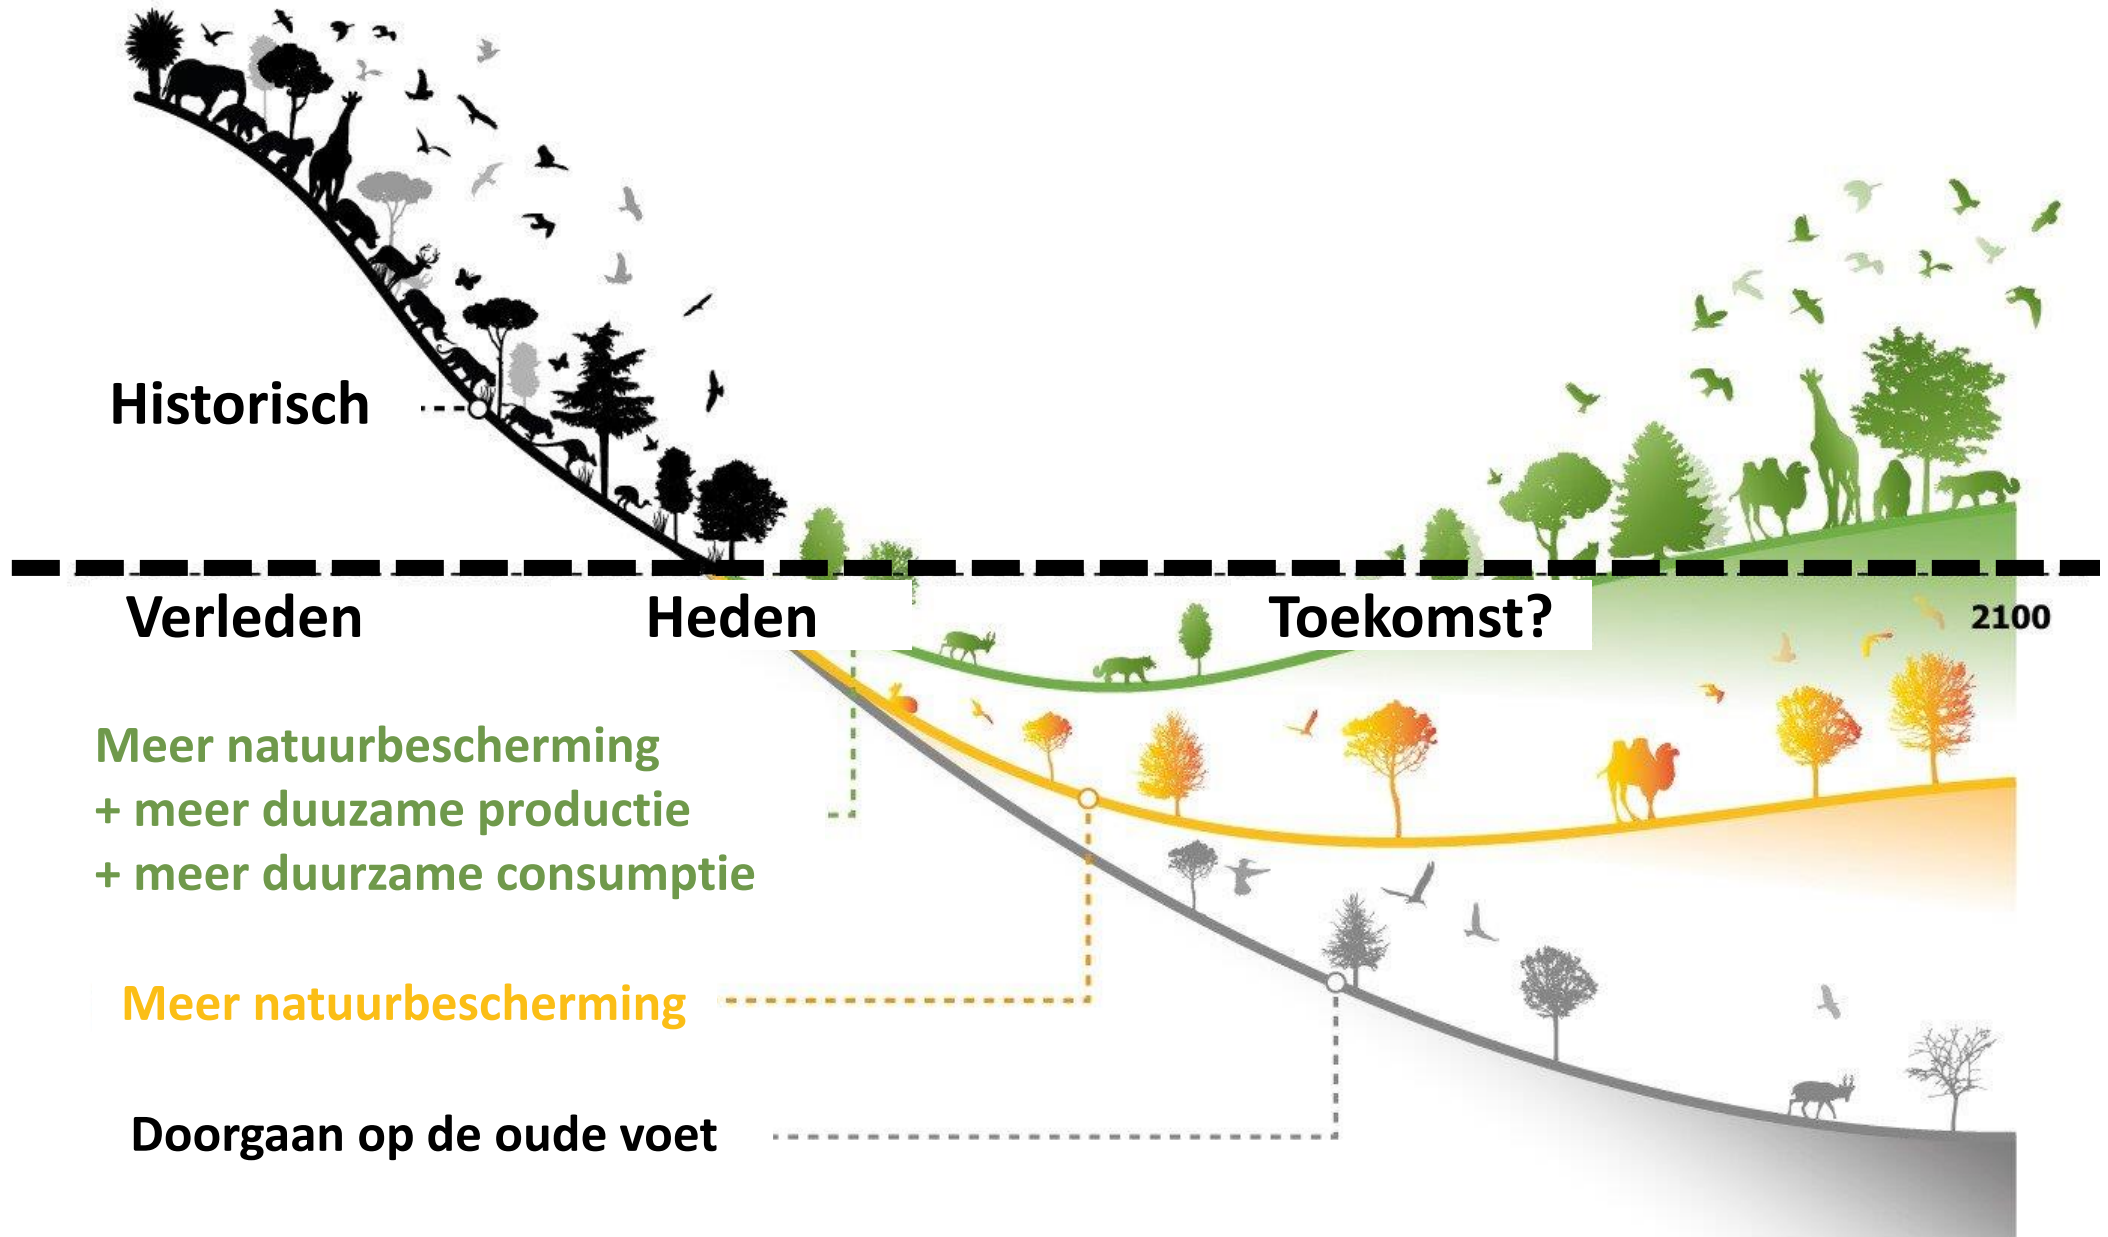 Historisch
Verleden
Heden
Toekomst?
2100
Meer natuurbescherming
+ meer duuzame productie
+ meer duurzame consumptie
Meer natuurbescherming
Doorgaan op de oude voet